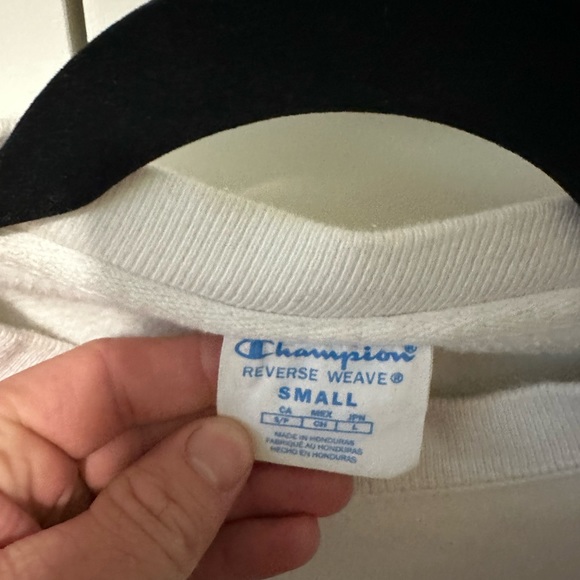 Champion®
REVERSE WEAVE®
SMALL
CA MEX JPN
S/P CH L
MADE IN HONDURAS
FABRIQUÉ AU HONDURAS
HECHO EN HONDURAS